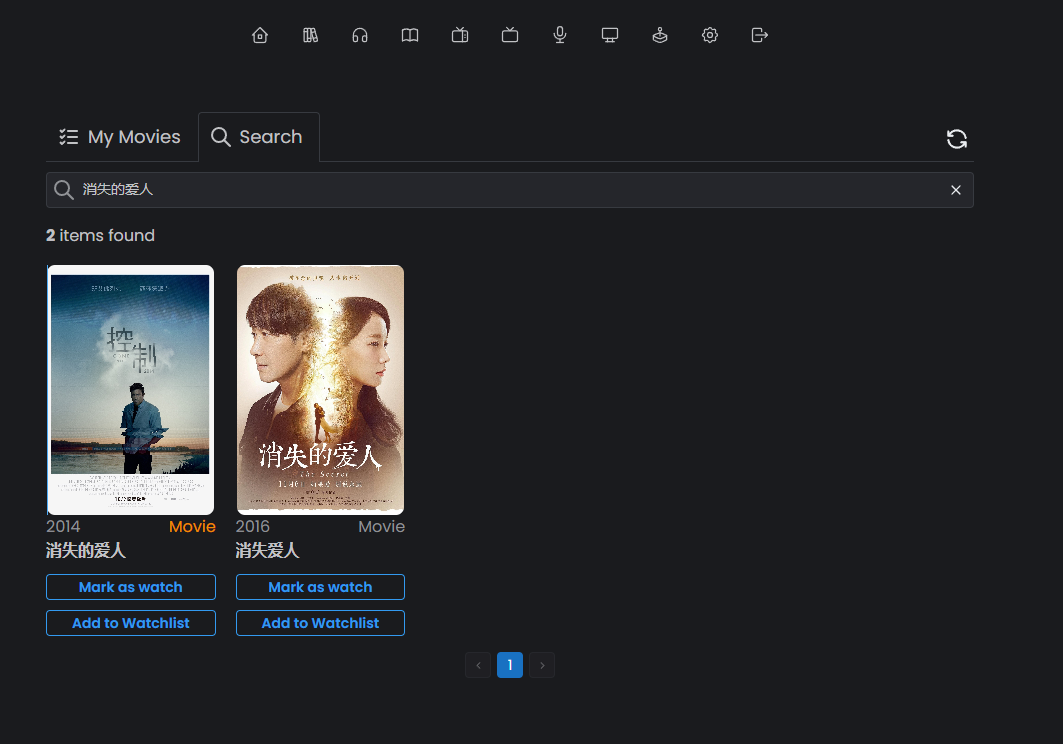 My Movies
Search
消失的爱人
2 items found
控制
消失的爱人
The Secret
2014
Movie
2016
Movie
消失的爱人
消失爱人
Mark as watch
Mark as watch
Add to Watchlist
Add to Watchlist
1